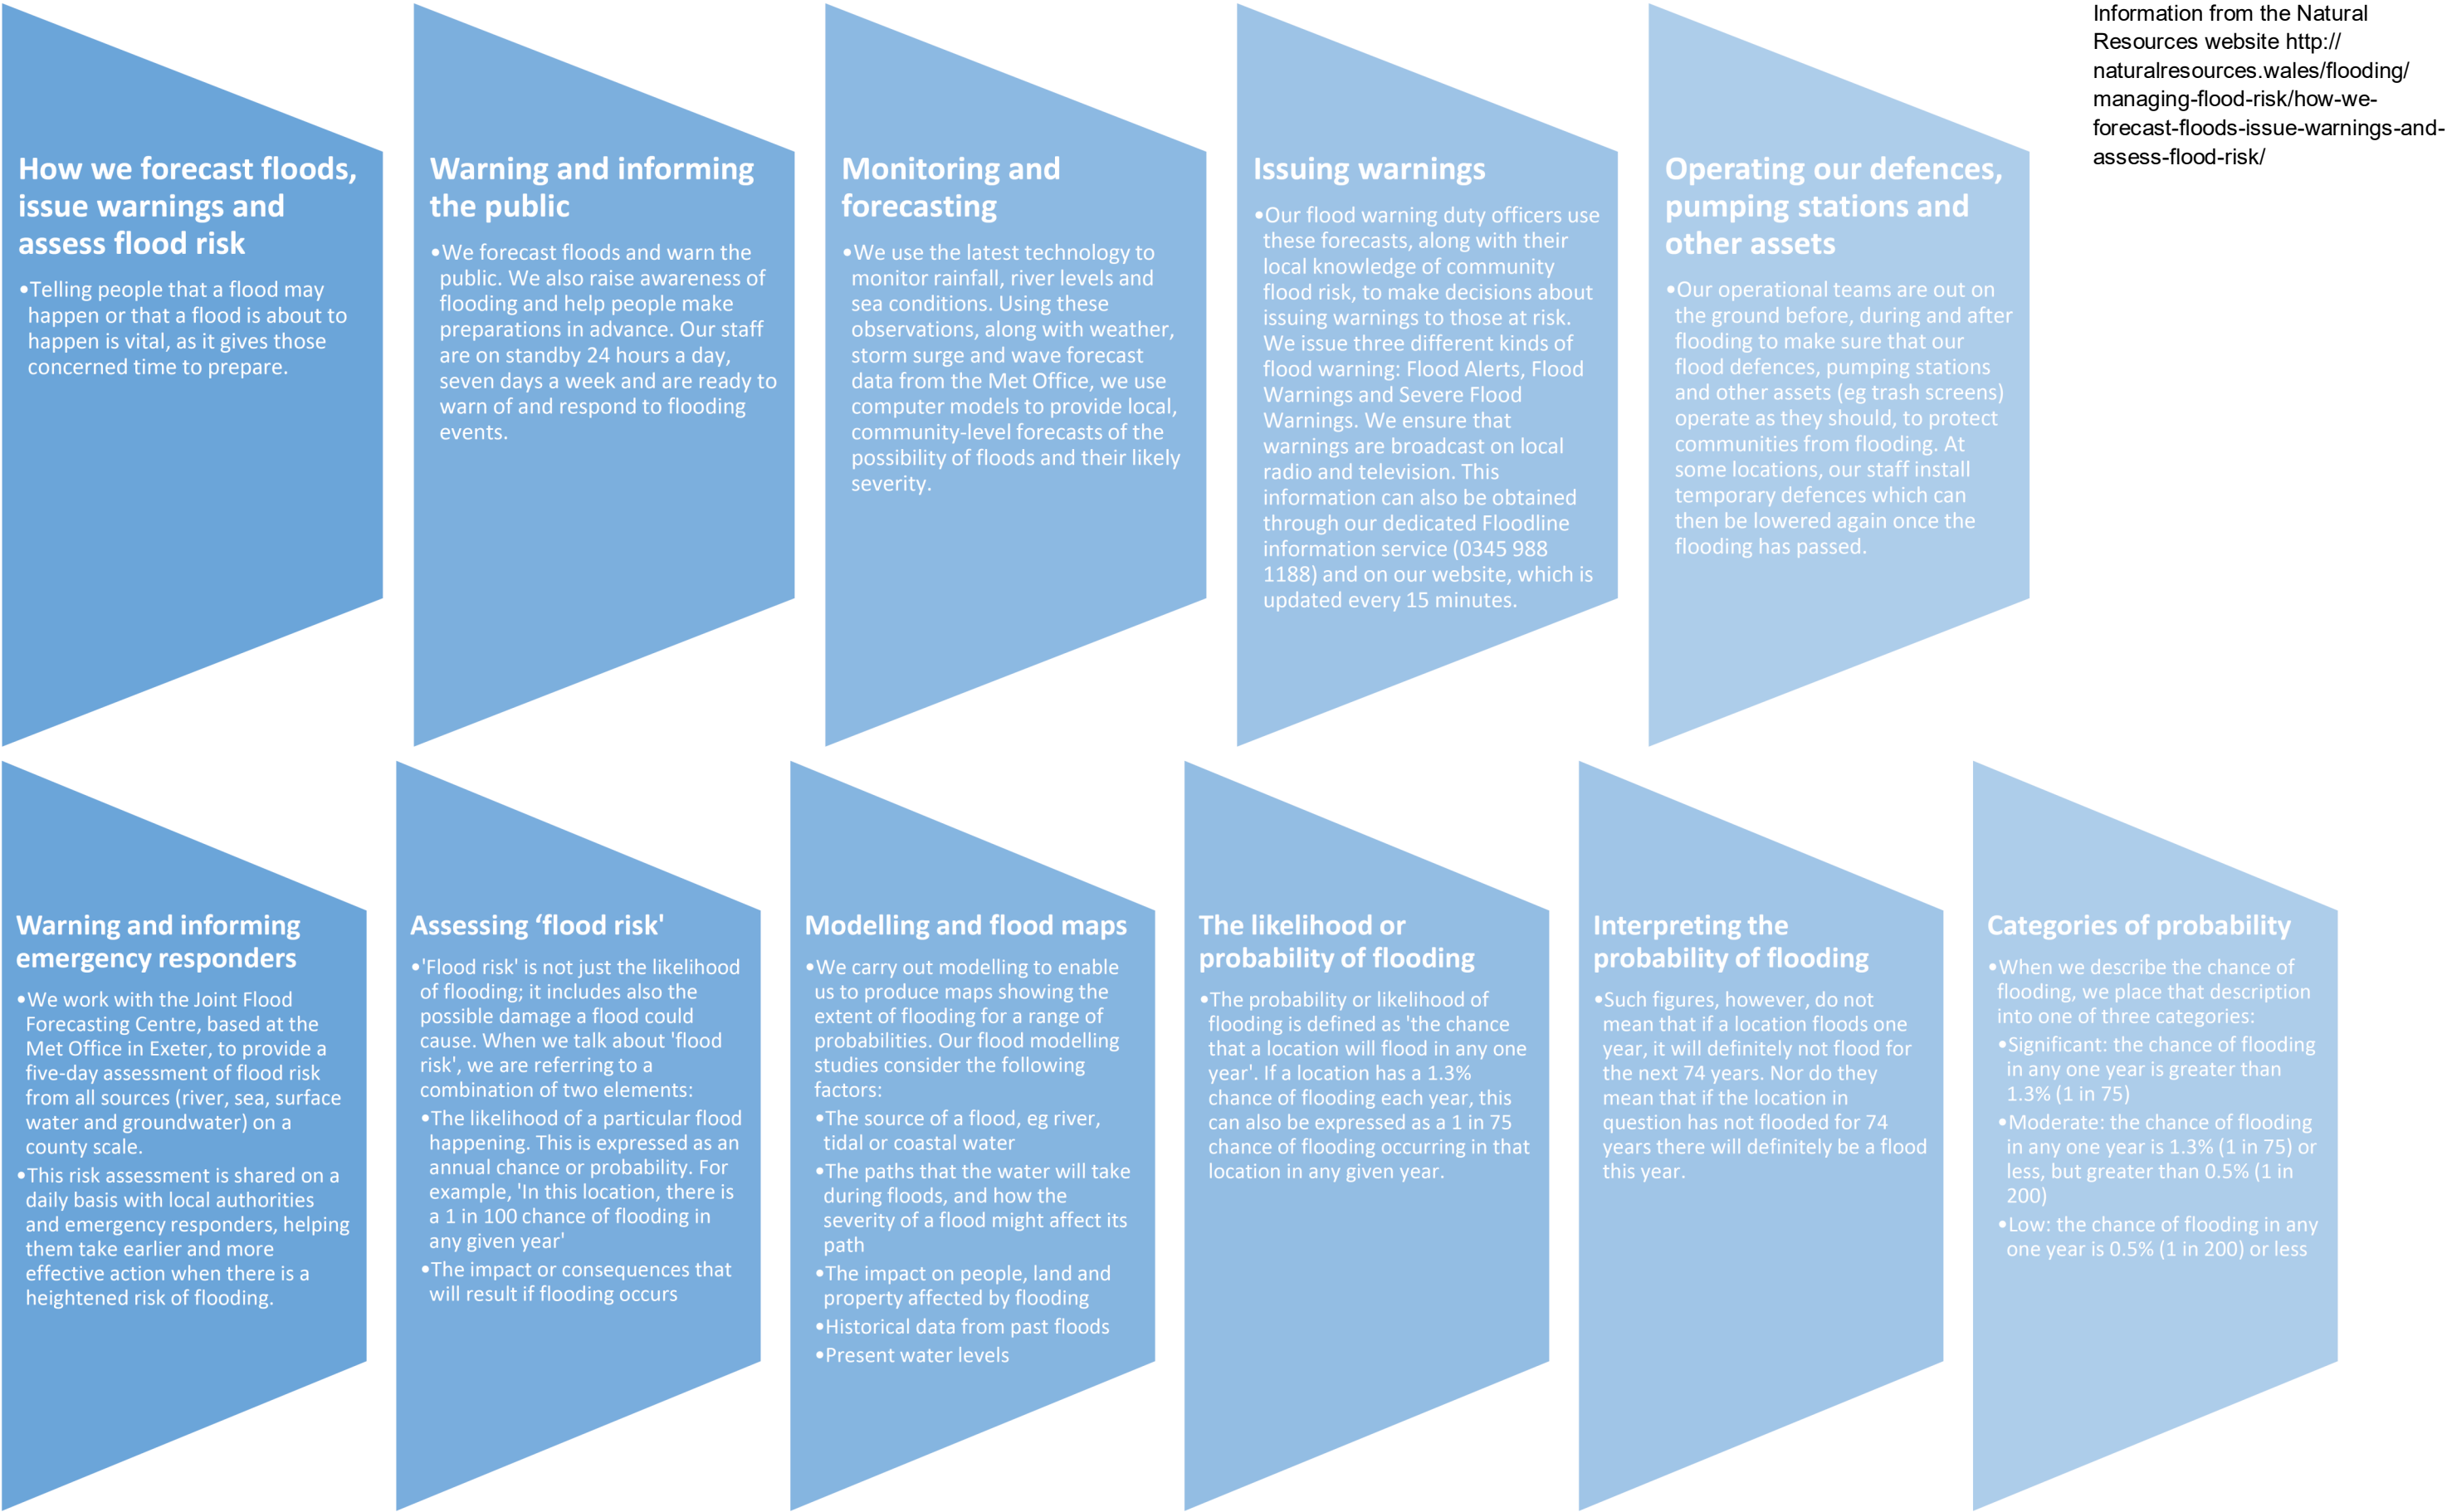 How we forecast floods,
issue warnings and
assess flood risk
•Telling people that a flood may
happen or that a flood is about to
happen is vital, as it gives those
concerned time to prepare.
Warning and informing
the public
•We forecast floods and warn the
public. We also raise awareness of
flooding and help people make
preparations in advance. Our staff
are on standby 24 hours a day,
seven days a week and are ready to
warn of and respond to flooding
events.
Monitoring and
forecasting
•We use the latest technology to
monitor rainfall, river levels and
sea conditions. Using these
observations, along with weather,
storm surge and wave forecast
data from the Met Office, we use
computer models to provide local,
community-level forecasts of the
possibility of floods and their likely
severity.
Issuing warnings
•Our flood warning duty officers use
these forecasts, along with their
local knowledge of community
flood risk, to make decisions about
issuing warnings to those at risk.
We issue three different kinds of
flood warning: Flood Alerts, Flood
Warnings and Severe Flood
Warnings. We ensure that
warnings are broadcast on local
radio and television. This
information can also be obtained
through our dedicated Floodline
information service (0345 988
1188) and on our website, which is
updated every 15 minutes.
Operating our defences,
pumping stations and
other assets
•Our operational teams are out on
the ground before, during and after
flooding to make sure that our
flood defences, pumping stations
and other assets (eg trash screens)
operate as they should, to protect
communities from flooding. At
some locations, our staff install
temporary defences which can
then be lowered again once the
flooding has passed.
Information from the Natural
Resources website http://
naturalresources.wales/flooding/
managing-flood-risk/how-we-
forecast-floods-issue-warnings-and-
assess-flood-risk/
Warning and informing
emergency responders
•We work with the Joint Flood
Forecasting Centre, based at the
Met Office in Exeter, to provide a
five-day assessment of flood risk
from all sources (river, sea, surface
water and groundwater) on a
county scale.
•This risk assessment is shared on a
daily basis with local authorities
and emergency responders, helping
them take earlier and more
effective action when there is a
heightened risk of flooding.
Assessing ‘flood risk'
•'Flood risk' is not just the likelihood
of flooding; it includes also the
possible damage a flood could
cause. When we talk about 'flood
risk', we are referring to a
combination of two elements:
•The likelihood of a particular flood
happening. This is expressed as an
annual chance or probability. For
example, 'In this location, there is
a 1 in 100 chance of flooding in
any given year'
•The impact or consequences that
will result if flooding occurs
Modelling and flood maps
•We carry out modelling to enable
us to produce maps showing the
extent of flooding for a range of
probabilities. Our flood modelling
studies consider the following
factors:
•The source of a flood, eg river,
tidal or coastal water
•The paths that the water will take
during floods, and how the
severity of a flood might affect its
path
•The impact on people, land and
property affected by flooding
•Historical data from past floods
•Present water levels
The likelihood or
probability of flooding
•The probability or likelihood of
flooding is defined as 'the chance
that a location will flood in any one
year'. If a location has a 1.3%
chance of flooding each year, this
can also be expressed as a 1 in 75
chance of flooding occurring in that
location in any given year.
Interpreting the
probability of flooding
•Such figures, however, do not
mean that if a location floods one
year, it will definitely not flood for
the next 74 years. Nor do they
mean that if the location in
question has not flooded for 74
years there will definitely be a flood
this year.
Categories of probability
•When we describe the chance of
flooding, we place that description
into one of three categories:
•Significant: the chance of flooding
in any one year is greater than
1.3% (1 in 75)
•Moderate: the chance of flooding
in any one year is 1.3% (1 in 75) or
less, but greater than 0.5% (1 in
200)
•Low: the chance of flooding in any
one year is 0.5% (1 in 200) or less